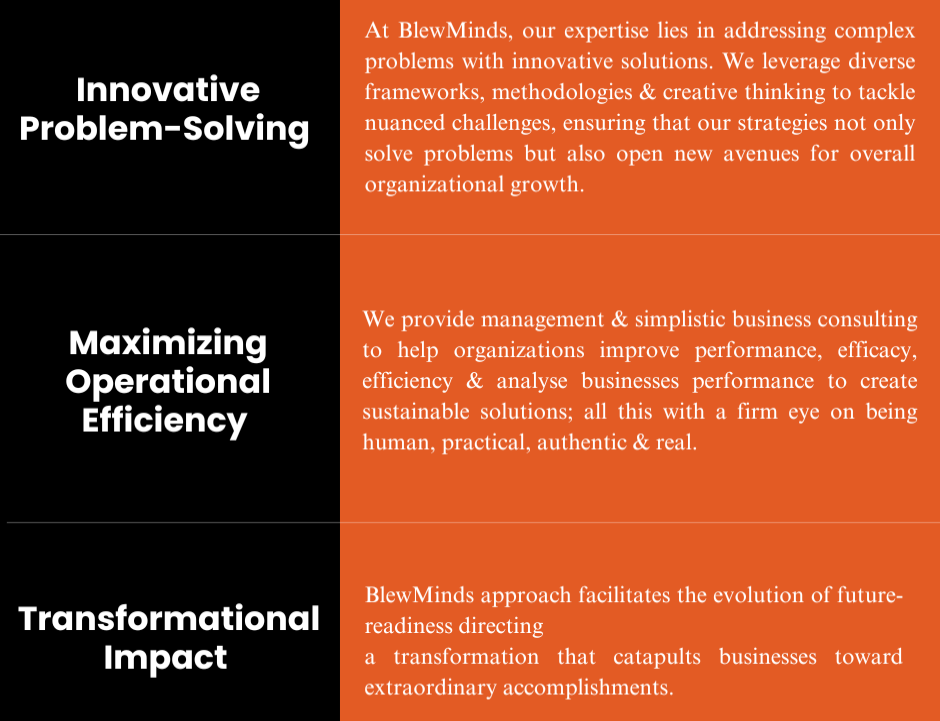 Innovative
Problem-Solving
At BlewMinds, our expertise lies in addressing complex
problems with innovative solutions. We leverage diverse
frameworks, methodologies & creative thinking to tackle
nuanced challenges, ensuring that our strategies not only
solve problems but also open new avenues for overall
organizational growth.
Maximizing
Operational
Efficiency
We provide management & simplistic business consulting
to help organizations improve performance, efficacy,
efficiency & analyse businesses performance to create
sustainable solutions; all this with a firm eye on being
human, practical, authentic & real.
Transformational
Impact
BlewMinds approach facilitates the evolution of future-
readiness directing
a transformation that catapults businesses toward
extraordinary accomplishments.